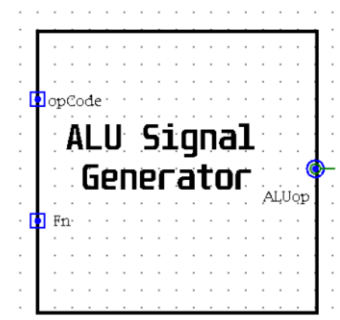 opCode
ALU Signal
Generator
ALUop
Fn